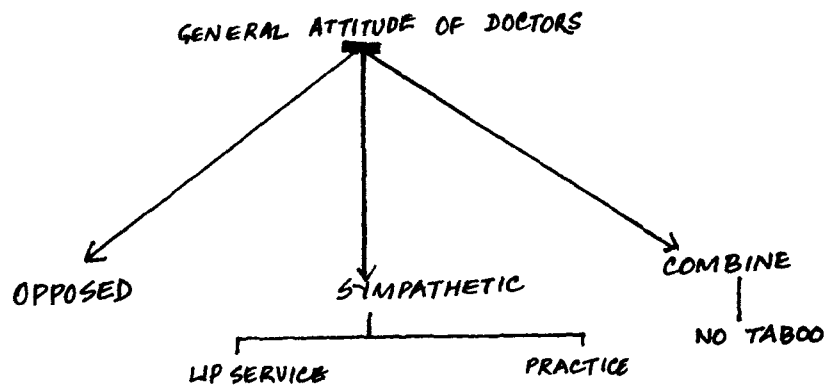 GENERAL ATTITUDE OF DOCTORS
OPPOSED
SYMPATHETIC
COMBINE
NO TABOO
LIP SERVICE
PRACTICE